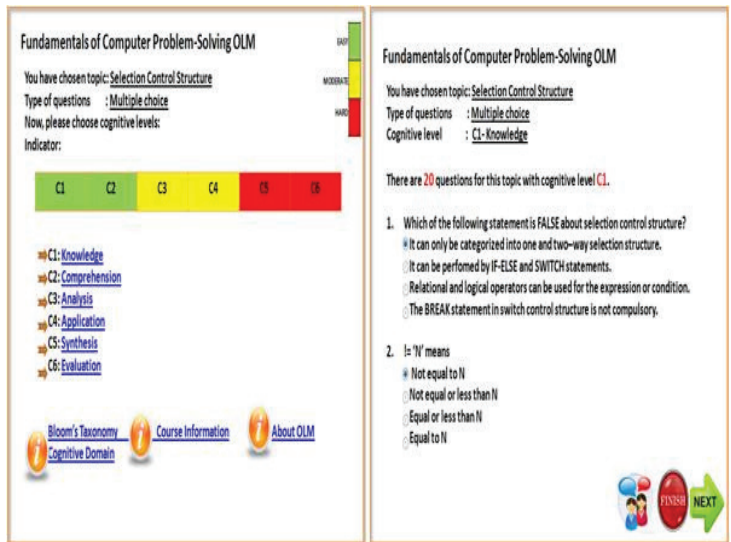 Fundamentals of Computer Problem-Solving OLM
EASY
You have chosen topic: Selection Control Structure
MODERATE
Type of questions : Multiple choice
Now, please choose cognitive levels:
HARD
Indicator:
C1 C2 C3 C4 C5 C6
C1: Knowledge
C2: Comprehension
C3: Analysis
C4: Application
C5: Synthesis
C6: Evaluation
Bloom's Taxonomy
Cognitive Domain
Course Information
About OLM
Fundamentals of Computer Problem-Solving OLM
You have chosen topic: Selection Control Structure
Type of questions : Multiple choice
Cognitive level : C1- Knowledge
There are 20 questions for this topic with cognitive level C1.
1. Which of the following statement is FALSE about selection control structure?
It can only be categorized into one and two–way selection structure.
It can be perfomed by IF-ELSE and SWITCH statements.
Relational and logical operators can be used for the expression or condition.
The BREAK statement in switch control structure is not compulsory.
2. != 'N' means
Not equal to N
Not equal or less than N
Equal or less than N
Equal to N
FINISH
NEXT